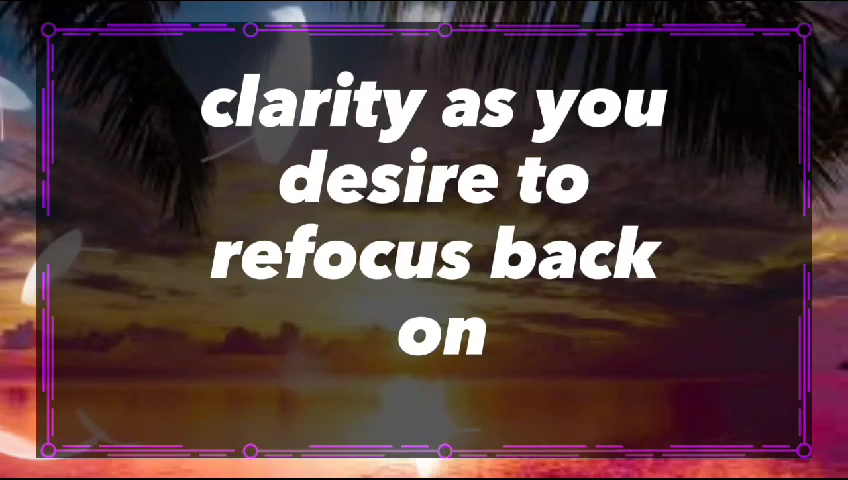 clarity as you
desire to
refocus back
on